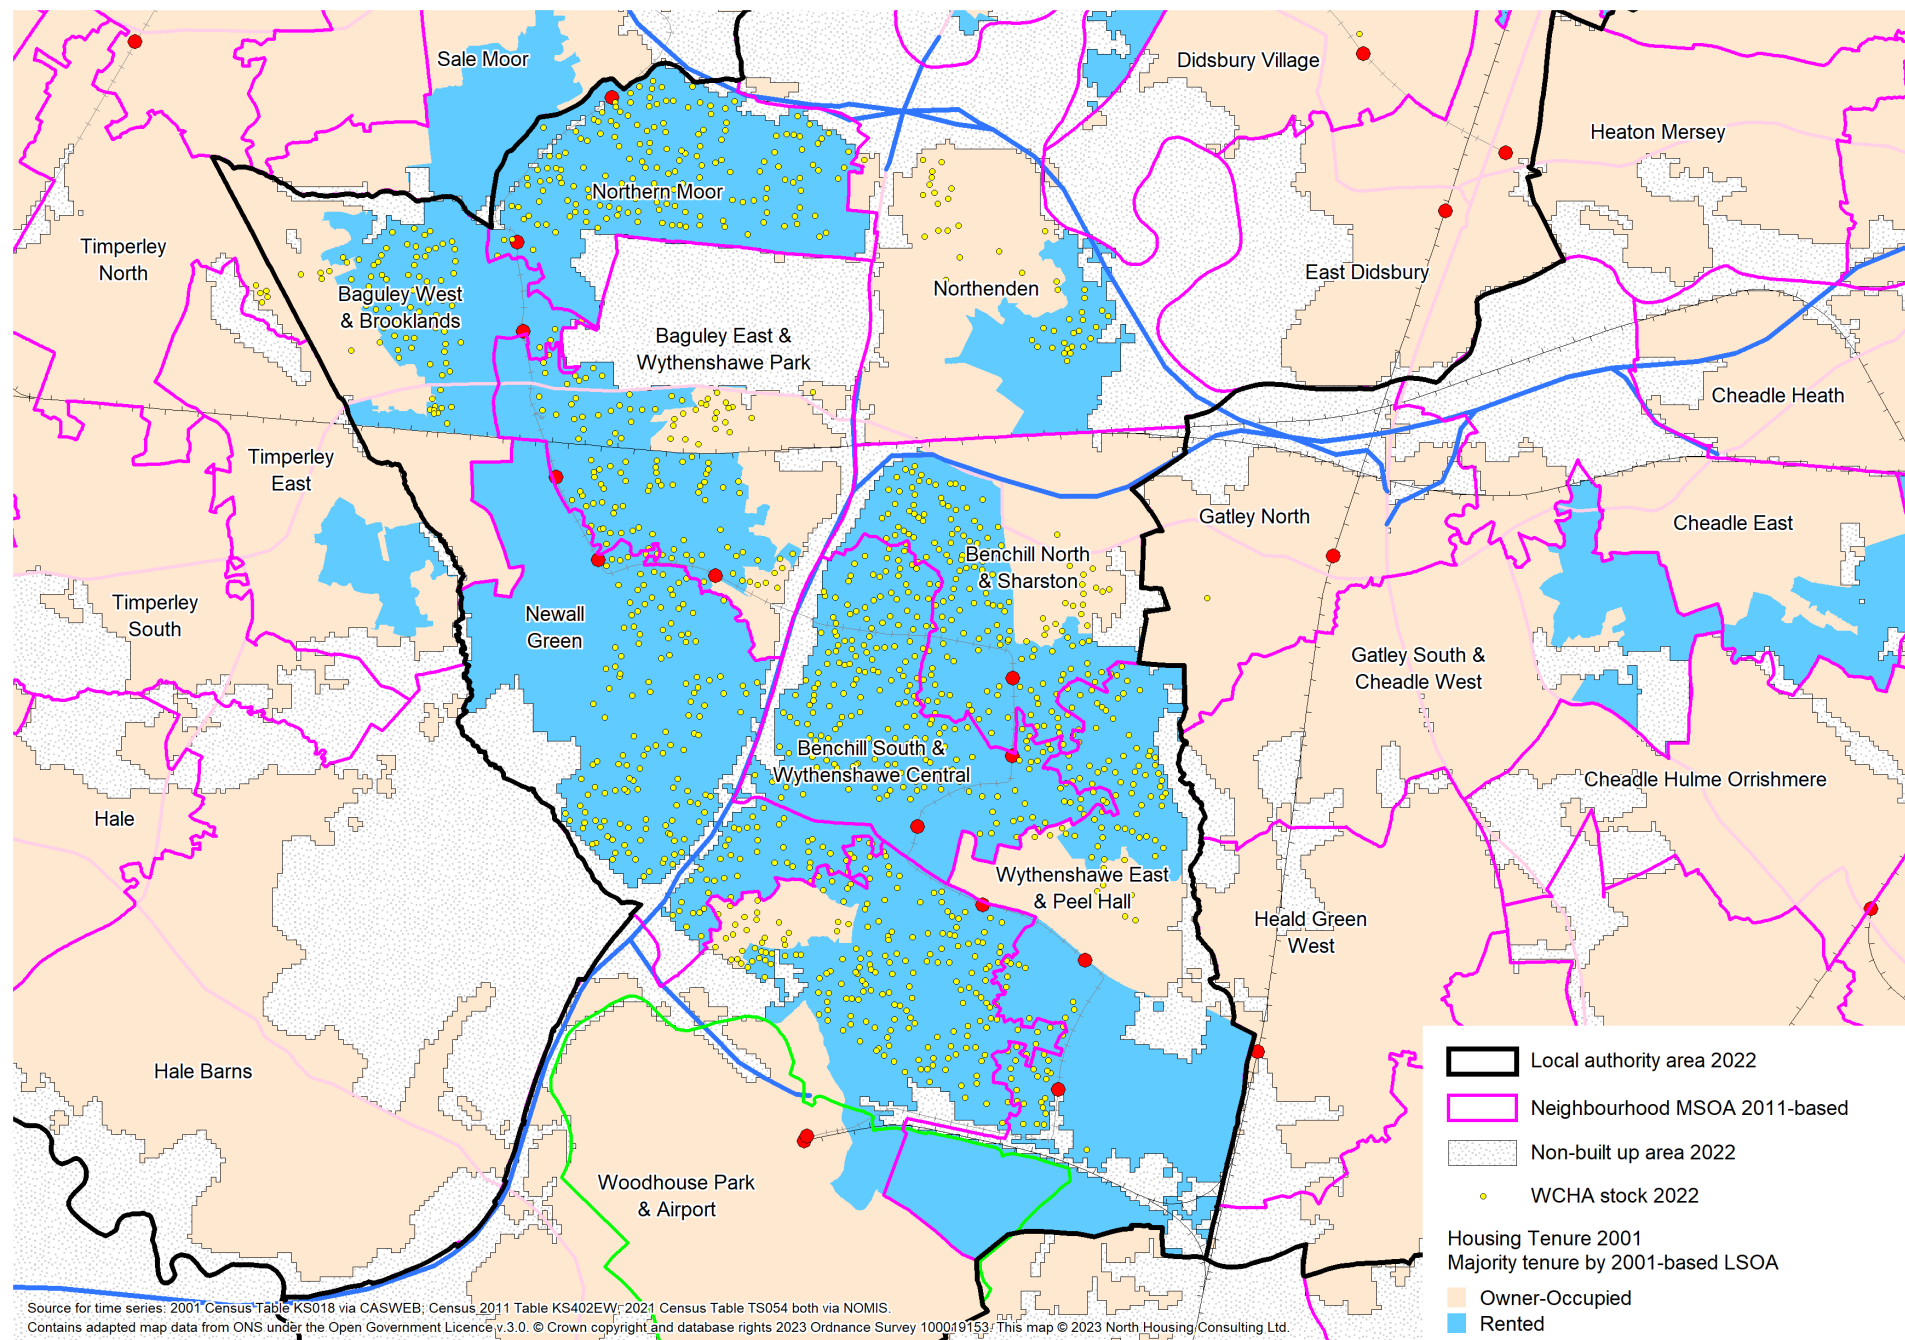 Sale Moor
Didsbury Village
Heaton Mersey
Northern Moor
Timperley
North
East Didsbury
Northenden
Baguley West
& Brooklands
Baguley East &
Wythenshawe Park
Cheadle Heath
Timperley
East
Gatley North
Cheadle East
Benchill North
& Sharston
Timperley
South
Newall
Green
Gatley South &
Cheadle West
Benchill South &
Wythenshawe Central
Cheadle Hulme Orrishmere
Hale
Wythenshawe East
& Peel Hall
Heald Green
West
Hale Barns
Woodhouse Park
& Airport
Local authority area 2022
Neighbourhood MSOA 2011-based
Non-built up area 2022
WCHA stock 2022
Housing Tenure 2001
Majority tenure by 2001-based LSOA
Owner-Occupied
Rented
Source for time series: 2001 Census Table KS018 via CASWEB; Census 2011 Table KS402EW; 2021 Census Table TS054 both via NOMIS.
Contains adapted map data from ONS under the Open Government Licence v.3.0. © Crown copyright and database rights 2023 Ordnance Survey 100019153. This map © 2023 North Housing Consulting Ltd.